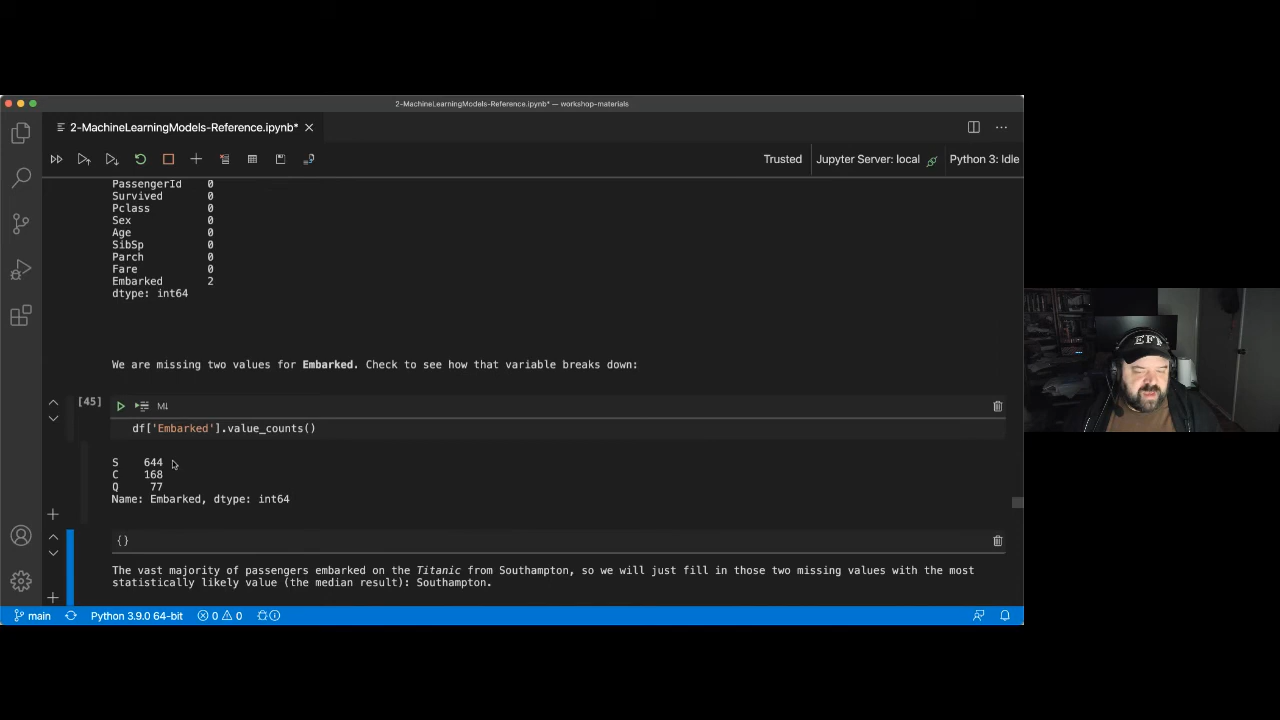 2-MachineLearningModels-Reference.ipynb* — workshop-materials
2-MachineLearningModels-Reference.ipynb*
Trusted
Jupyter Server: local
Python 3: Idle
PassengerId 0
Survived 0
Pclass 0
Sex 0
Age 0
SibSp 0
Parch 0
Fare 0
Embarked 2
dtype: int64
We are missing two values for Embarked. Check to see how that variable breaks down:
[45]
M↓
df['Embarked'].value_counts()
S 644
C 168
Q 77
Name: Embarked, dtype: int64
{}
The vast majority of passengers embarked on the Titanic from Southampton, so we will just fill in those two missing values with the most
statistically likely value (the median result): Southampton.
main
Python 3.9.0 64-bit
0
0
EFF